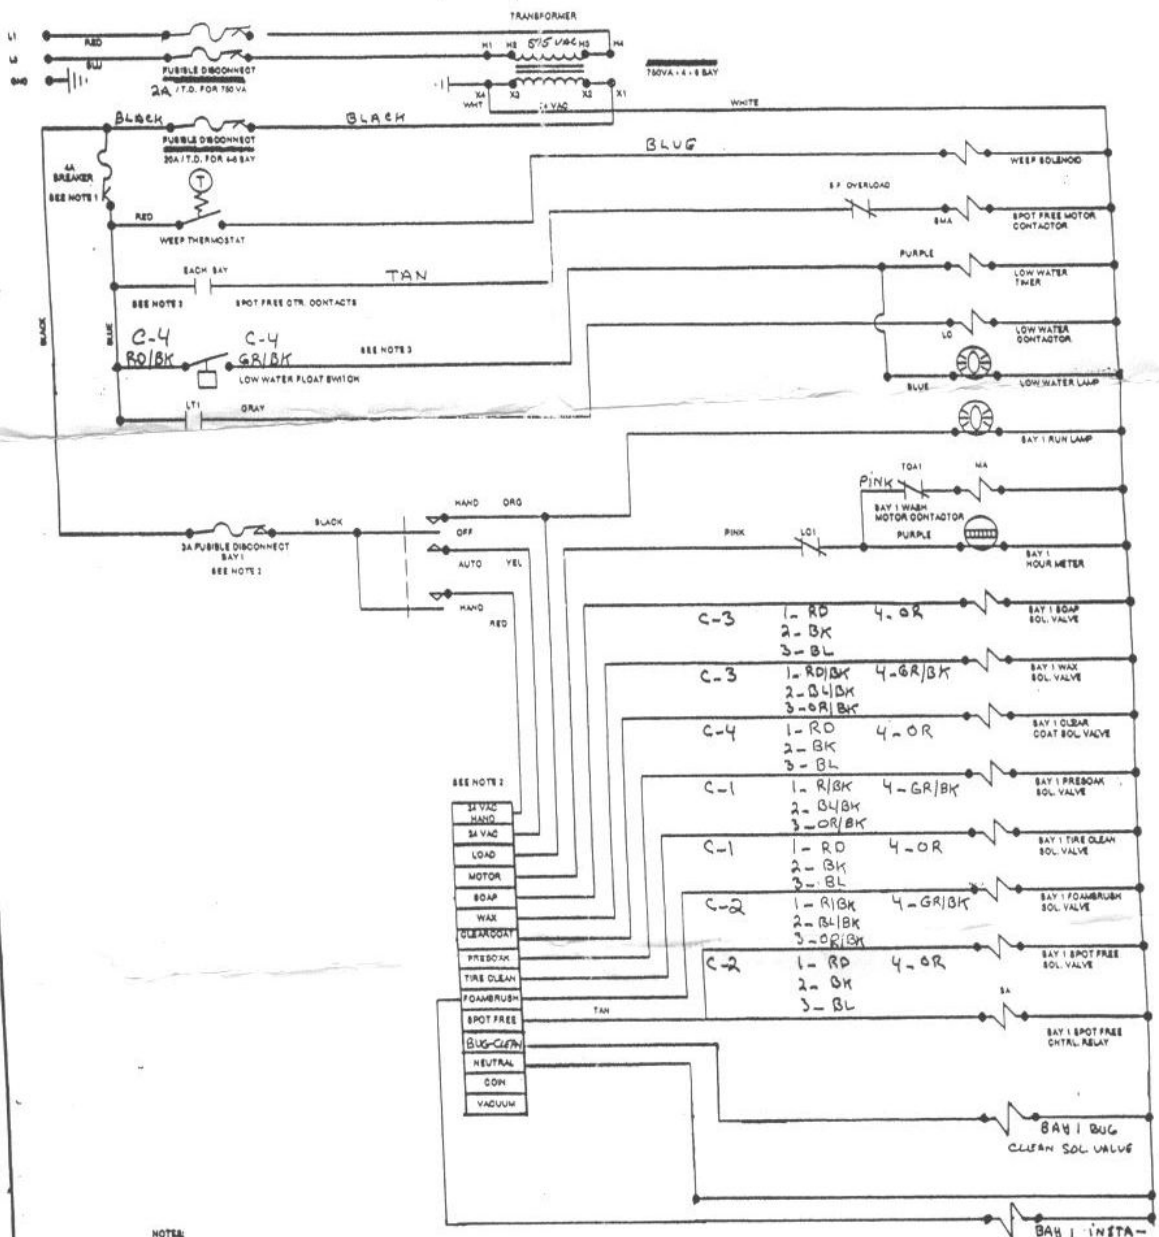 TRANSFORMER
L1
RED
H1 H2 575 VAC H3 H4
BLU
FUSIBLE DISCONNECT
2A / T.D. FOR 750 VA
GND
X4 X3 X2 X1
WHT
24 VAC
750VA - 4 - 6 BAY
WHITE
BLACK
BLACK
FUSIBLE DISCONNECT
20A / T.D. FOR 4-6 BAY
BLUE
WEEP SOLENOID
4A
BREAKER
SEE NOTE 1
T
RED
WEEP THERMOSTAT
S.F. OVERLOAD
SMA
SPOT FREE MOTOR
CONTACTOR
EACH BAY
TAN
SEE NOTE 3
SPOT FREE CTR. CONTACTS
PURPLE
LOW WATER
TIMER
BLACK
BLUE
C-4
RD/BK
C-4
GR/BK
SEE NOTE 3
LOW WATER FLOAT SWITCH
LO
LOW WATER
CONTACTOR
BLUE
LOW WATER LAMP
LT1
GRAY
BAY 1 RUN LAMP
PINK
TOA1
MA
BAY 1 WASH
MOTOR CONTACTOR
HAND ORG
BLACK
OFF
3A FUSIBLE DISCONNECT
BAY 1
SEE NOTE 2
AUTO YEL
HAND
RED
PINK
LO1
PURPLE
BAY 1
HOUR METER
C-3 1- RD 4-OR
2-BK
3-BL
BAY 1 SOAP
SOL. VALVE
C-3 1-RD/BK 4-GR/BK
2-BL/BK
3-OR/BK
BAY 1 WAX
SOL. VALVE
C-4 1-RD 4-OR
2-BK
3-BL
BAY 1 CLEAR
COAT SOL. VALVE
C-1 1-R/BK 4-GR/BK
2-BL/BK
3-OR/BK
BAY 1 PRESOAK
SOL. VALVE
C-1 1-RD 4-OR
2-BK
3-BL
BAY 1 TIRE CLEAN
SOL. VALVE
C-2 1-R/BK 4-GR/BK
2-BL/BK
3-OR/BK
BAY 1 FOAMBRUSH
SOL. VALVE
C-2 1-RD 4-OR
2-BK
3-BL
BAY 1 SPOT FREE
SOL. VALVE
SEE NOTE 2
24 VAC
HAND
24 VAC
LOAD
MOTOR
SOAP
WAX
CLEARCOAT
PRESOAK
TIRE CLEAN
FOAMBRUSH
SPOT FREE
BUG-CLEAN
NEUTRAL
COIN
VACUUM
TAN
SA
BAY 1 SPOT FREE
CNTRL. RELAY
BAY 1 BUG
CLEAN SOL. VALVE
NOTES:
BAY 1 INSTA-